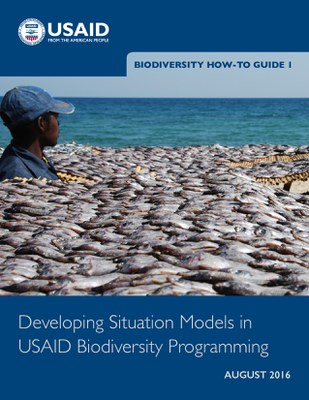 USAID
FROM THE AMERICAN PEOPLE
BIODIVERSITY HOW-TO GUIDE 1
Developing Situation Models in
USAID Biodiversity Programming
AUGUST 2016